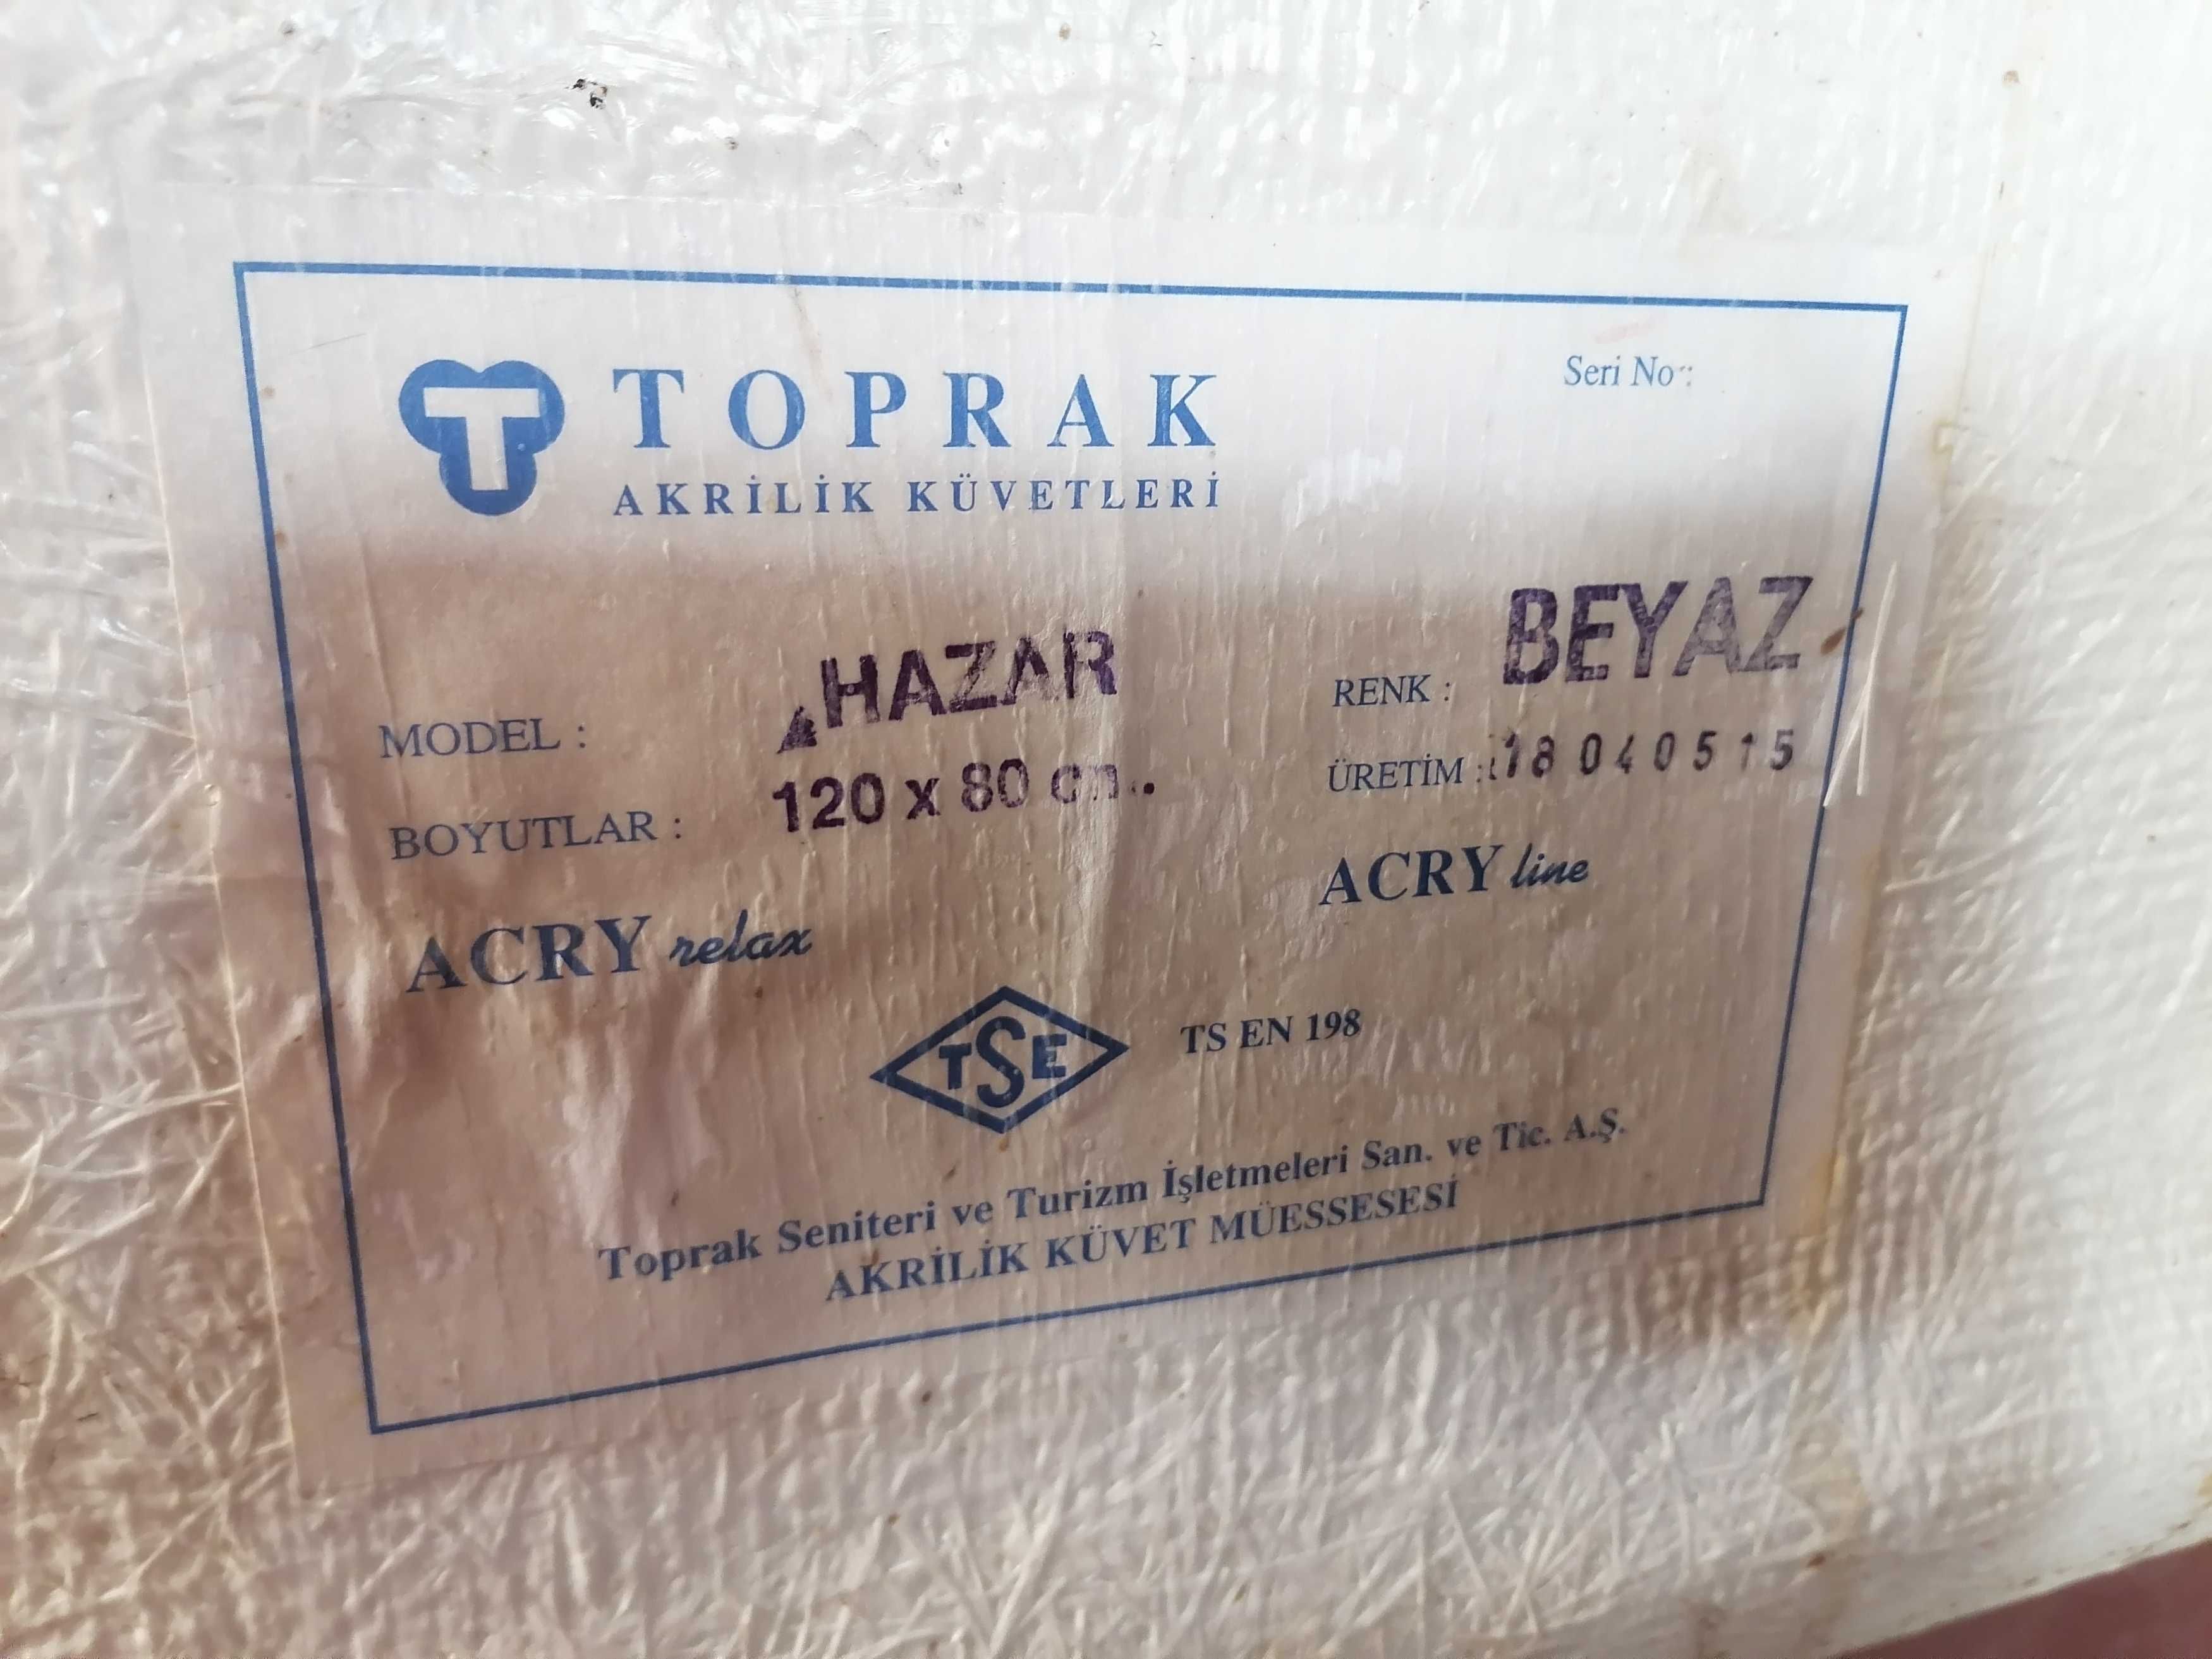 T TOPRAK
AKRİLİK KÜVETLERİ
Seri No :
MODEL : HAZAR
RENK : BEYAZ
BOYUTLAR : 120 x 80 cm.
ÜRETİM : 18 040515
ACRY relax
ACRY line
TSE
TS EN 198
Toprak Seniteri ve Turizm İşletmeleri San. ve Tic. A.Ş.
AKRİLİK KÜVET MÜESSESESİ